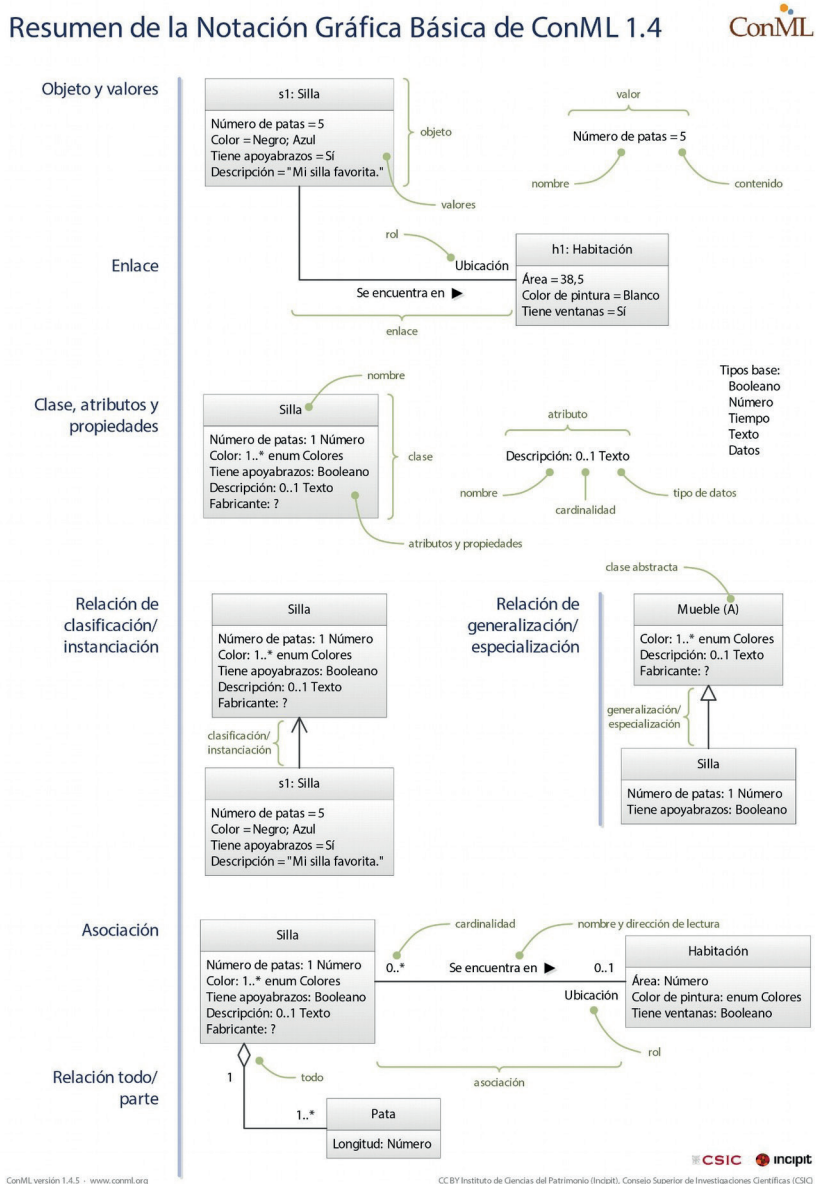 Resumen de la Notación Gráfica Básica de ConML 1.4
ConML
Objeto y valores
s1: Silla
Número de patas = 5
Color = Negro; Azul
Tiene apoyabrazos = Sí
Descripción = "Mi silla favorita."
objeto
valores
valor
Número de patas = 5
nombre
contenido
Enlace
rol
Ubicación
Se encuentra en ▶
enlace
h1: Habitación
Área = 38,5
Color de pintura = Blanco
Tiene ventanas = Sí
Clase, atributos y
propiedades
nombre
Silla
Número de patas: 1 Número
Color: 1..* enum Colores
Tiene apoyabrazos: Booleano
Descripción: 0..1 Texto
Fabricante: ?
clase
atributos y propiedades
atributo
Descripción: 0..1 Texto
nombre
cardinalidad
tipo de datos
Tipos base:
Booleano
Número
Tiempo
Texto
Datos
Relación de
clasificación/
instanciación
Silla
Número de patas: 1 Número
Color: 1..* enum Colores
Tiene apoyabrazos: Booleano
Descripción: 0..1 Texto
Fabricante: ?
clasificación/
instanciación
s1: Silla
Número de patas = 5
Color = Negro; Azul
Tiene apoyabrazos = Sí
Descripción = "Mi silla favorita."
Relación de
generalización/
especialización
clase abstracta
Mueble (A)
Color: 1..* enum Colores
Descripción: 0..1 Texto
Fabricante: ?
generalización/
especialización
Silla
Número de patas: 1 Número
Tiene apoyabrazos: Booleano
Asociación
Silla
Número de patas: 1 Número
Color: 1..* enum Colores
Tiene apoyabrazos: Booleano
Descripción: 0..1 Texto
Fabricante: ?
cardinalidad
nombre y dirección de lectura
0..*
Se encuentra en ▶
0..1
Ubicación
rol
asociación
Habitación
Área: Número
Color de pintura: enum Colores
Tiene ventanas: Booleano
Relación todo/
parte
1
todo
1..*
Pata
Longitud: Número
CSIC
incipit
ConML versión 1.4.5 - www.conml.org
CC BY Instituto de Ciencias del Patrimonio (Incipit), Consejo Superior de Investigaciones Científicas (CSIC)